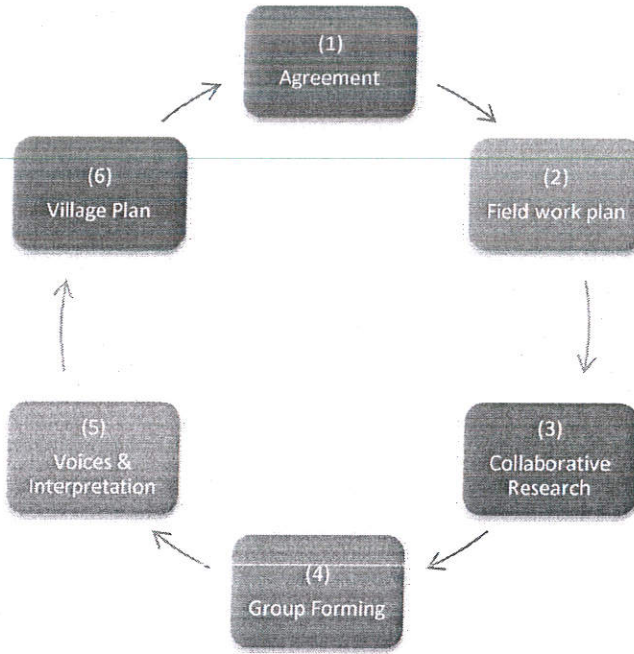 (1)
Agreement
(2)
Field work plan
(3)
Collaborative
Research
(4)
Group Forming
(5)
Voices &
Interpretation
(6)
Village Plan